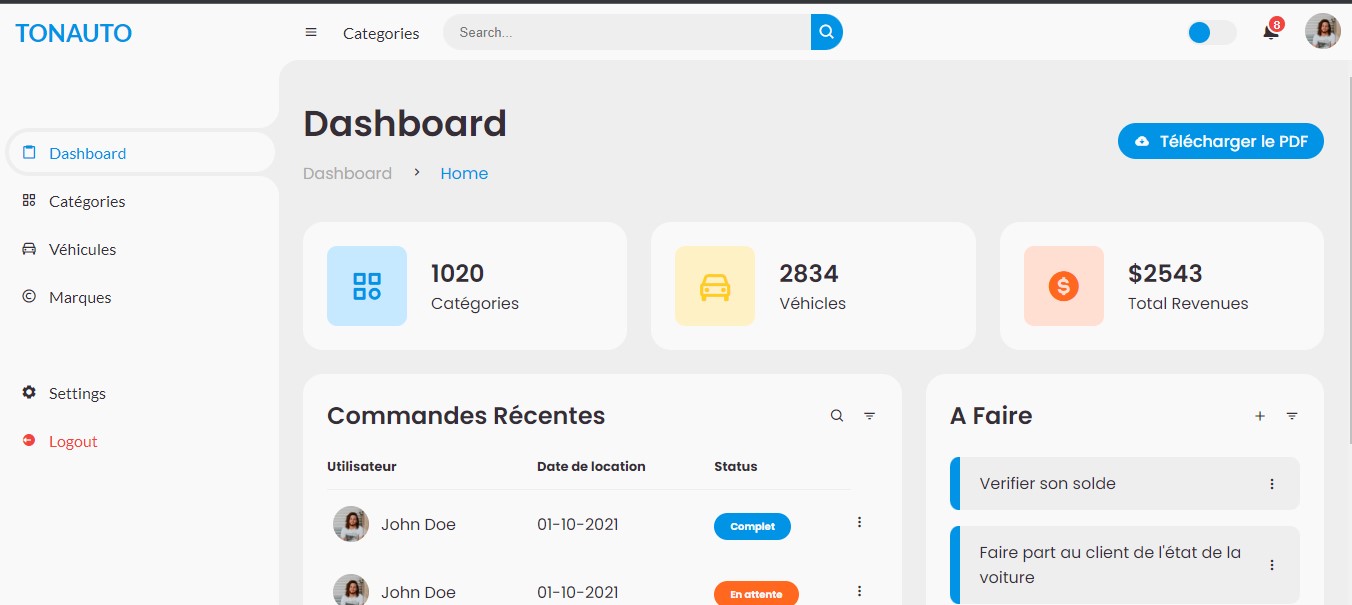 TONAUTO
Categories
Search...
8
Dashboard
Catégories
Véhicules
Marques
Settings
Logout
Dashboard
Dashboard > Home
Télécharger le PDF
1020
Catégories
2834
Véhicles
$2543
Total Revenues
Commandes Récentes
Utilisateur Date de location Status
John Doe 01-10-2021 Complet
John Doe 01-10-2021 En attente
A Faire
Verifier son solde
Faire part au client de l'état de la
voiture